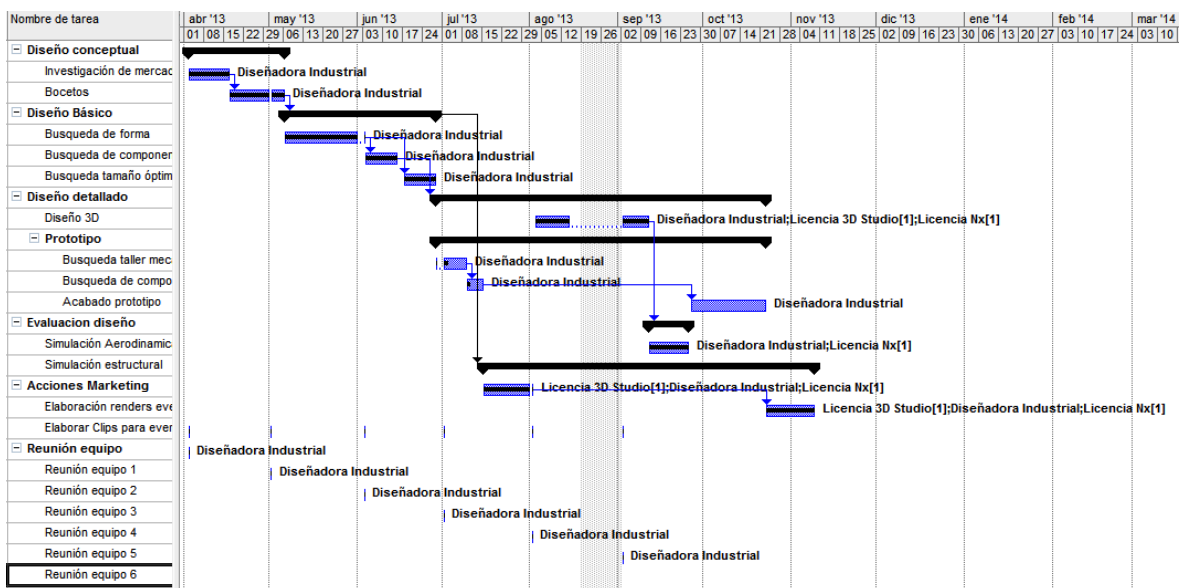 Nombre de tarea abr '13 may '13 jun '13 jul '13 ago '13 sep '13 oct '13 nov '13 dic '13 ene '14 feb '14 mar '14
01 08 15 22 29 06 13 20 27 03 10 17 24 01 08 15 22 29 05 12 19 26 02 09 16 23 30 07 14 21 28 04 11 18 25 02 09 16 23 30 06 13 20 27 03 10 17 24 03 10
Diseño conceptual
Investigación de mercac Diseñadora Industrial
Bocetos Diseñadora Industrial
Diseño Básico
Busqueda de forma Diseñadora Industrial
Busqueda de componer Diseñadora Industrial
Busqueda tamaño óptim Diseñadora Industrial
Diseño detallado
Diseño 3D Diseñadora Industrial;Licencia 3D Studio[1];Licencia Nx[1]
Prototipo
Busqueda taller mec Diseñadora Industrial
Busqueda de compo Diseñadora Industrial
Acabado prototipo Diseñadora Industrial
Evaluacion diseño
Simulación Aerodinamic Diseñadora Industrial;Licencia Nx[1]
Simulación estructural
Acciones Marketing Licencia 3D Studio[1];Diseñadora Industrial;Licencia Nx[1]
Elaboración renders eve Licencia 3D Studio[1];Diseñadora Industrial;Licencia Nx[1]
Elaborar Clips para ever
Reunión equipo Diseñadora Industrial
Reunión equipo 1 Diseñadora Industrial
Reunión equipo 2 Diseñadora Industrial
Reunión equipo 3 Diseñadora Industrial
Reunión equipo 4 Diseñadora Industrial
Reunión equipo 5 Diseñadora Industrial
Reunión equipo 6